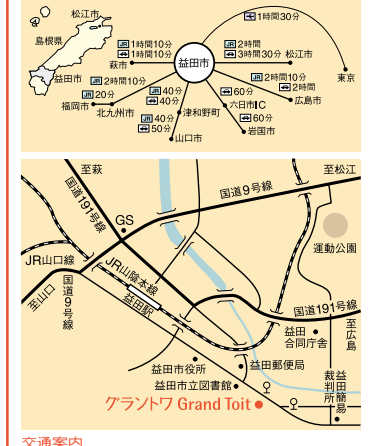 松江市
島根県
益田市
1時間30分
東京
JR 1時間10分
1時間10分
萩市
益田市
JR 2時間
3時間30分
松江市
JR 2時間10分
JR 20分
福岡市
北九州市
JR 40分
40分
津和野町
JR 40分
50分
山口市
60分
六日市IC
60分
岩国市
JR 2時間10分
2時間
広島市
至萩
国道191号線
GS
国道9号線
至松江
運動公園
JR山口線
至山口
国道9号線
JR山陰本線
益田駅
国道191号線
至広島
益田合同庁舎
益田市役所
益田郵便局
益田市立図書館
益田簡易裁判所
グラントワ Grand Toit
交通案内